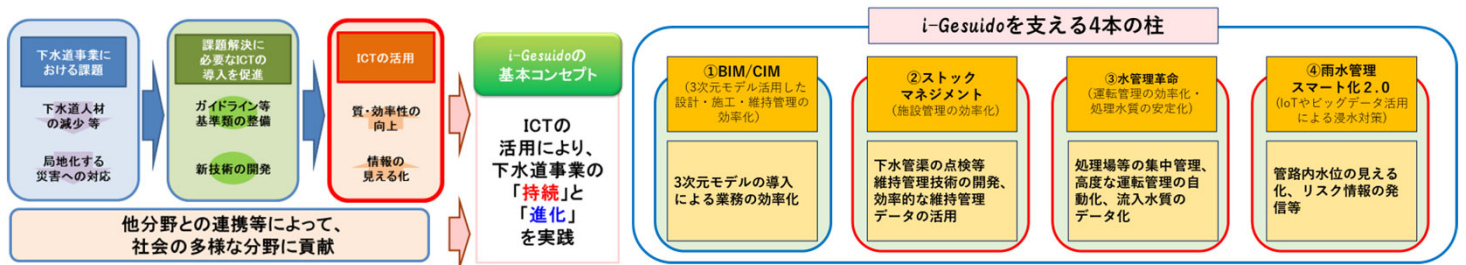 下水道事業に
おける課題
下水道人材
の減少 等
局地化する
災害への対応
課題解決に
必要なICTの
導入を促進
ガイドライン等
基準類の整備
新技術の開発
ICTの活用
質・効率性の
向上
情報の
見える化
他分野との連携等によって、
社会の多様な分野に貢献
i-Gesuidoの
基本コンセプト
ICTの
活用により、
下水道事業の
「持続」と
「進化」
を実践
i-Gesuidoを支える4本の柱
①BIM/CIM
(3次元モデル活用した
設計・施工・維持管理の
効率化)
3次元モデルの導入
による業務の効率化
②ストック
マネジメント
(施設管理の効率化)
下水管渠の点検等
維持管理技術の開発、
効率的な維持管理
データの活用
③水管理革命
(運転管理の効率化・
処理水質の安定化)
処理場等の集中管理、
高度な運転管理の自
動化、流入水質の
データ化
④雨水管理
スマート化2.0
(IoTやビッグデータ活用
による浸水対策)
管路内水位の見える
化、リスク情報の発
信等